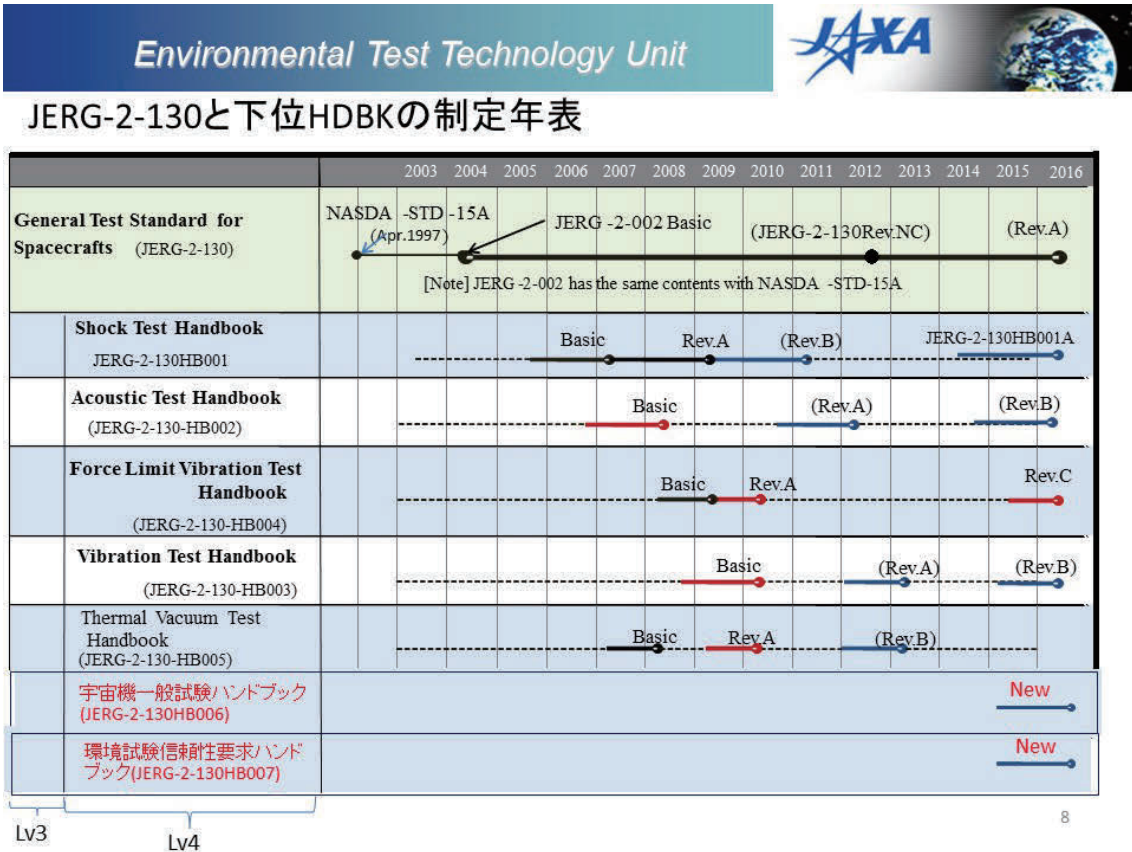 Environmental Test Technology Unit
JAXA
JERG-2-130と下位HDBKの制定年表
2003 2004 2005 2006 2007 2008 2009 2010 2011 2012 2013 2014 2015 2016
General Test Standard for
Spacecrafts (JERG-2-130)
NASDA -STD -15A
(Apr.1997)
JERG -2-002 Basic
(JERG-2-130Rev.NC)
(Rev.A)
[Note] JERG -2-002 has the same contents with NASDA -STD-15A
Shock Test Handbook
JERG-2-130HB001
Basic
Rev.A
(Rev.B)
JERG-2-130HB001A
Acoustic Test Handbook
(JERG-2-130-HB002)
Basic
(Rev.A)
(Rev.B)
Force Limit Vibration Test
Handbook
(JERG-2-130-HB004)
Basic
Rev.A
Rev.C
Vibration Test Handbook
(JERG-2-130-HB003)
Basic
(Rev.A)
(Rev.B)
Thermal Vacuum Test
Handbook
(JERG-2-130-HB005)
Basic
Rev.A
(Rev.B)
宇宙機一般試験ハンドブック
(JERG-2-130HB006)
New
環境試験信頼性要求ハンド
ブック(JERG-2-130HB007)
New
Lv3
Lv4
8